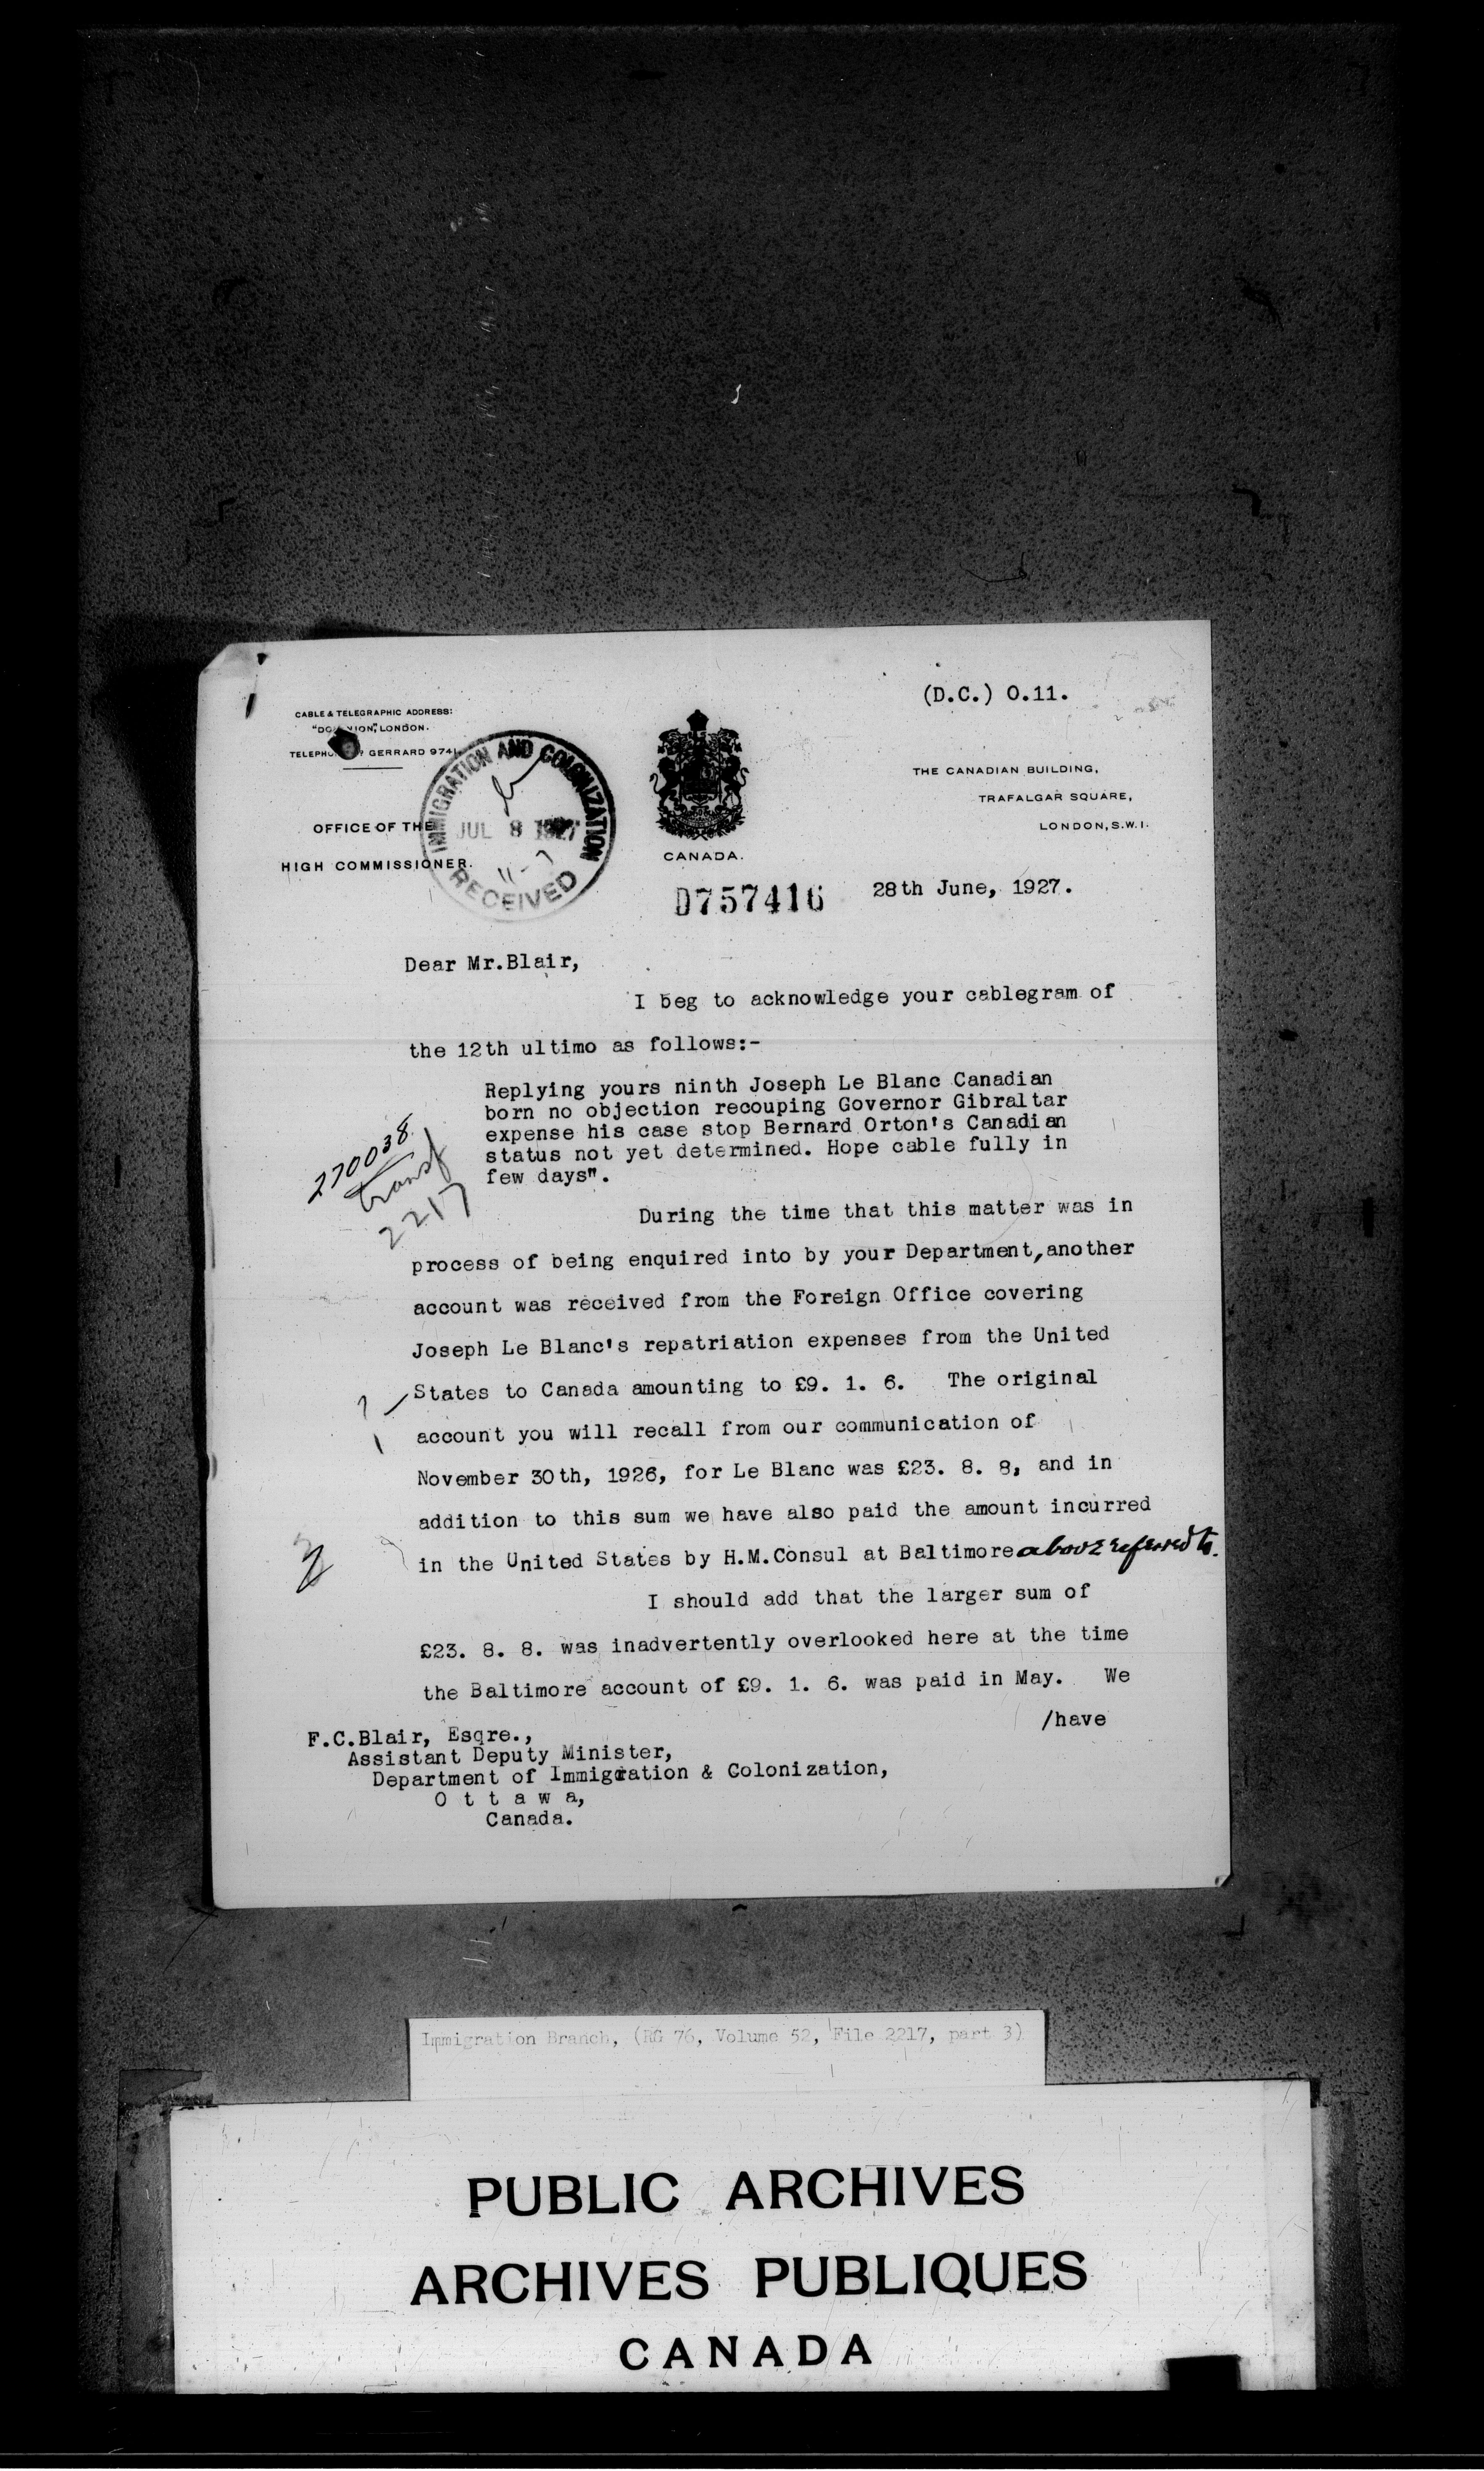 (D.C.) O.11.
CABLE & TELEGRAPHIC ADDRESS:
LONDON.
GERRARD 974
OFFICE OF THE
HIGH COMMISSIONER.
IMMIGRATION AND COLONIZATION
JUL 8 1927
RECEIVED
CANADA.
THE CANADIAN BUILDING,
TRAFALGAR SQUARE,
LONDON, S.W.1.
D757416
28th June, 1927.
Dear Mr.Blair,
I beg to acknowledge your cablegram of
the 12th ultimo as follows:-
Replying yours ninth Joseph Le Blanc Canadian
born no objection recouping Governor Gibraltar
expense his case stop Bernard Orton's Canadian
status not yet determined. Hope cable fully in
few days".
270038
transf
2217
During the time that this matter was in
process of being enquired into by your Department, another
account was received from the Foreign Office covering
Joseph Le Blanc's repatriation expenses from the United
States to Canada amounting to £9. 1. 6. The original
account you will recall from our communication of
November 30th, 1926, for Le Blanc was £23. 8. 8, and in
addition to this sum we have also paid the amount incurred
in the United States by H.M.Consul at Baltimore above referred to.
I should add that the larger sum of
£23. 8. 8. was inadvertently overlooked here at the time
the Baltimore account of £9. 1. 6. was paid in May. We
/have
F.C.Blair, Esqre.,
Assistant Deputy Minister,
Department of Immigration & Colonization,
O t t a w a,
Canada.
Immigration Branch, (RG 76, Volume 52, File 2217, part 3)
PUBLIC ARCHIVES
ARCHIVES PUBLIQUES
CANADA